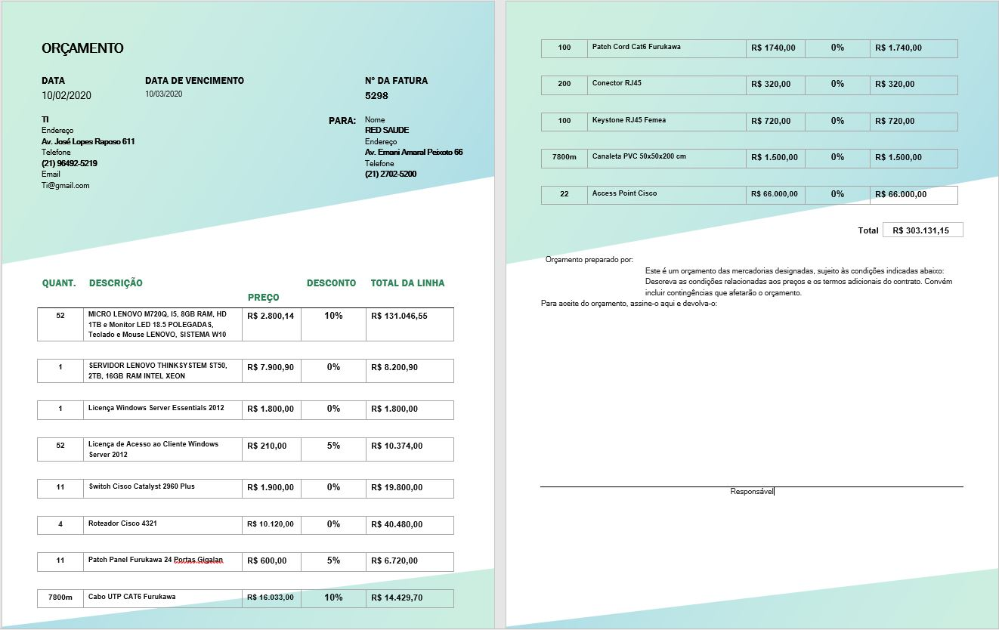 ORÇAMENTO
DATA DATA DE VENCIMENTO Nº DA FATURA
10/02/2020 10/03/2020 5298
TI
Endereço
Av. José Lopes Raposo 611
Telefone
(21) 96492-5219
Email
Ti@gmail.com
PARA: Nome
RED SAUDE
Endereço
Av. Ernani Amaral Peixoto 66
Telefone
(21) 2702-5200
QUANT. DESCRIÇÃO PREÇO DESCONTO TOTAL DA LINHA
52 MICRO LENOVO M720Q, I5, 8GB RAM, HD R$ 2.800,14 10% R$ 131.046,55
1TB e Monitor LED 18.5 POLEGADAS,
Teclado e Mouse LENOVO, SISTEMA W10
1 SERVIDOR LENOVO THINKSYSTEM ST50, R$ 7.900,90 0% R$ 8.200,90
2TB, 16GB RAM INTEL XEON
1 Licença Windows Server Essentials 2012 R$ 1.800,00 0% R$ 1.800,00
52 Licença de Acesso ao Cliente Windows R$ 210,00 5% R$ 10.374,00
Server 2012
11 Switch Cisco Catalyst 2960 Plus R$ 1.900,00 0% R$ 19.800,00
4 Roteador Cisco 4321 R$ 10.120,00 0% R$ 40.480,00
11 Patch Panel Furukawa 24 Portas Gigalan R$ 600,00 5% R$ 6.720,00
7800m Cabo UTP CAT6 Furukawa R$ 16.033,00 10% R$ 14.429,70
100 Patch Cord Cat6 Furukawa R$ 1740,00 0% R$ 1.740,00
200 Conector RJ45 R$ 320,00 0% R$ 320,00
100 Keystone RJ45 Femea R$ 720,00 0% R$ 720,00
7800m Canaleta PVC 50x50x200 cm R$ 1.500,00 0% R$ 1.500,00
22 Access Point Cisco R$ 66.000,00 0% R$ 66.000,00
Total R$ 303.131,15
Orçamento preparado por:
Este é um orçamento das mercadorias designadas, sujeito às condições indicadas abaixo:
Descreva as condições relacionadas aos preços e os termos adicionais do contrato. Convém
incluir contingências que afetarão o orçamento.
Para aceite do orçamento, assine-o aqui e devolva-o:
Responsável